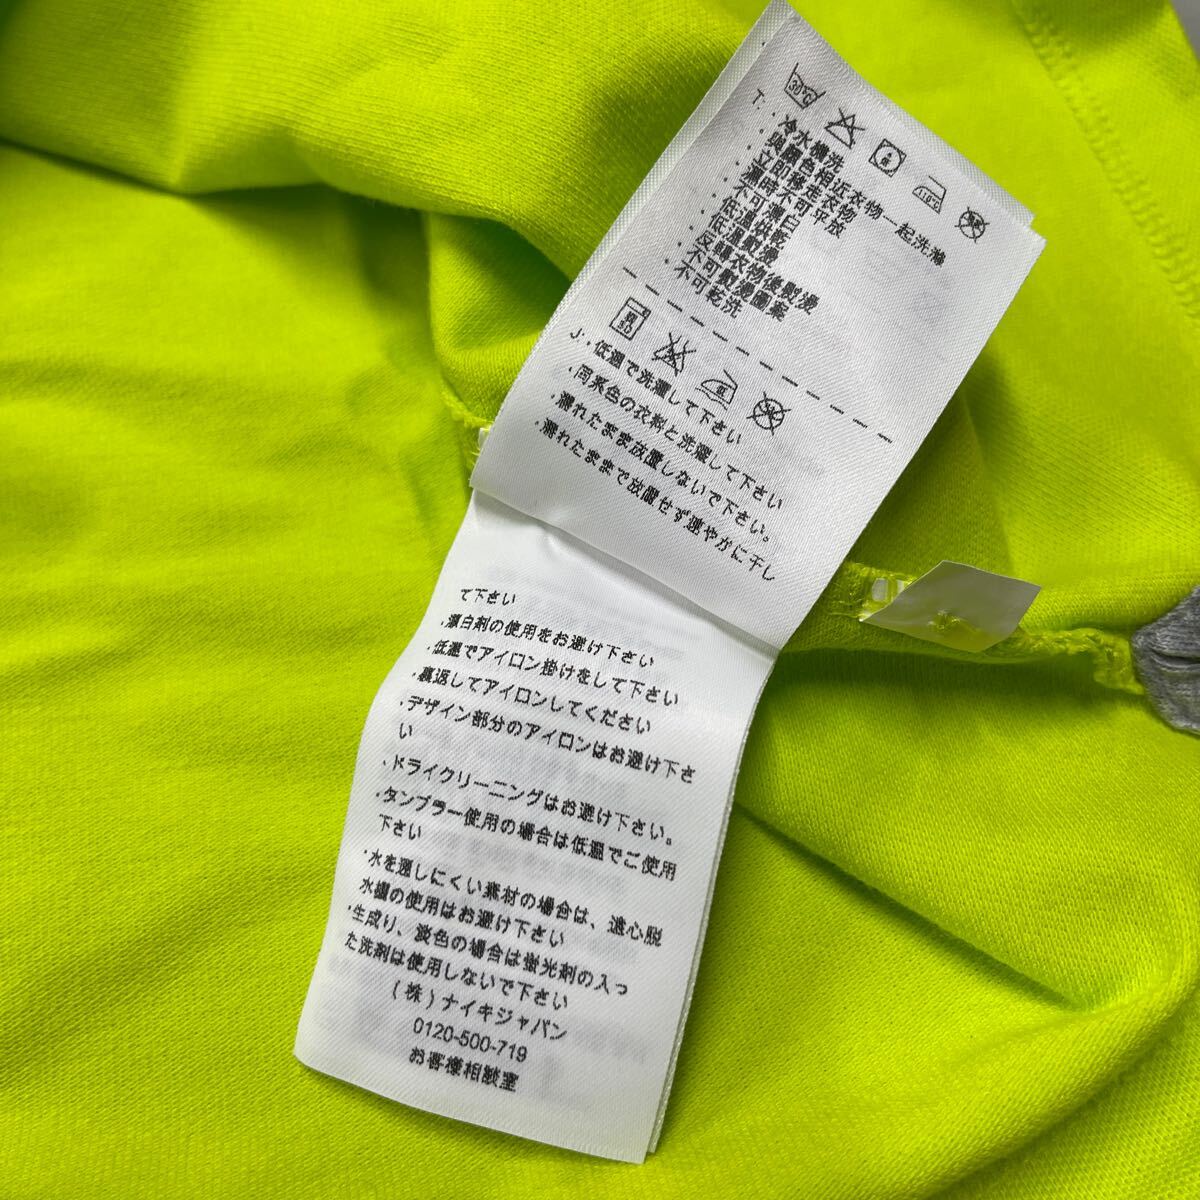 30°C
110°C
T:
·冷水機洗
·與顏色相近衣物一起洗滌
·立即移走衣物
·濕時不可平放
·不可漂白
·低溫烘乾
·低溫熨燙
·反轉衣物後熨燙
·不可熨燙圖案
·不可乾洗
J:·低温で洗濯して下さい
·同系色の衣料と洗濯して下さい
·濡れたまま放置しないで下さい。
·濡れたままで放置せず速やかに干し
て下さい
·漂白剤の使用をお避け下さい
·低温でアイロン掛けをして下さい
·裏返してアイロンしてください
·デザイン部分のアイロンはお避け下さ
い
·ドライクリーニングはお避け下さい。
·タンブラー使用の場合は低温でご使用
下さい
·水を通しにくい素材の場合は、遠心脱
水機の使用はお避け下さい
·生成り、淡色の場合は蛍光剤の入っ
た洗剤は使用しないで下さい
(株)ナイキジャパン
0120-500-719
お客様相談室